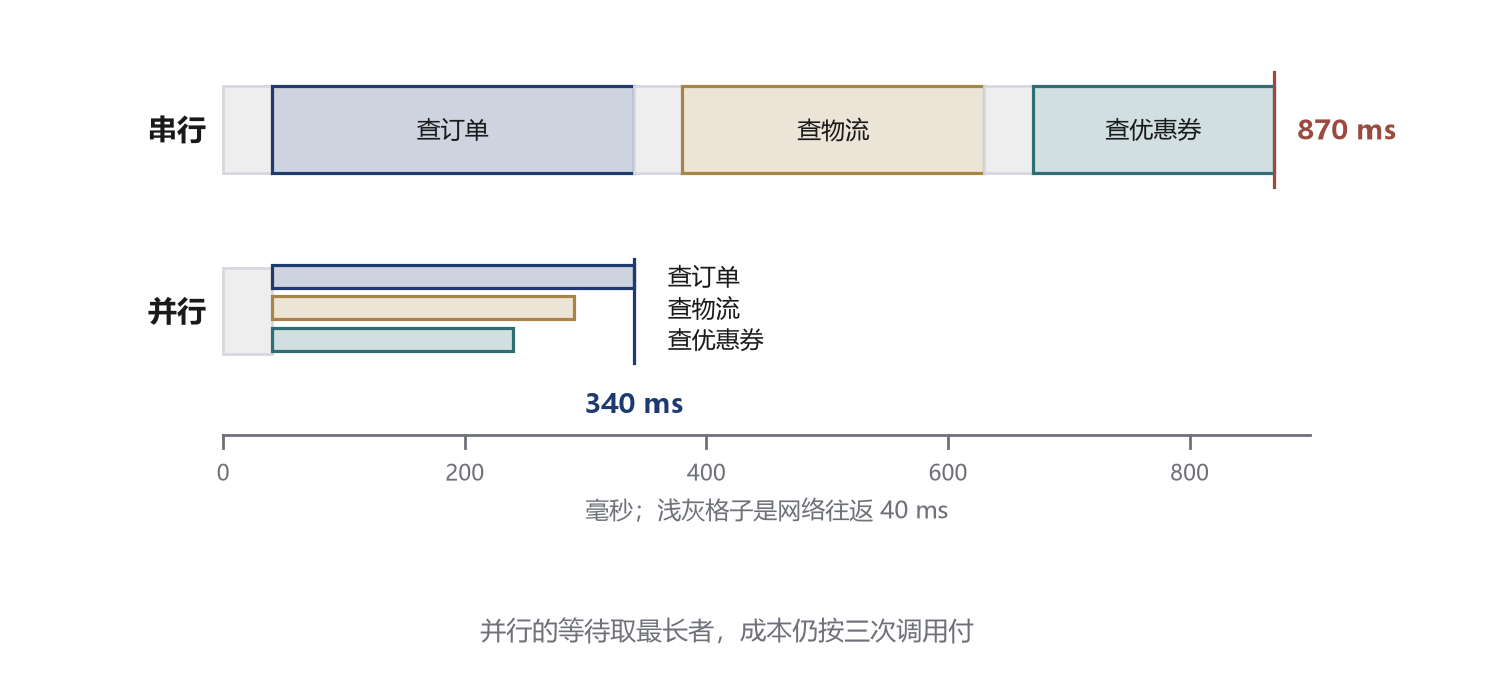 串行
查订单
查物流
查优惠券
870 ms
并行
查订单
查物流
查优惠券
340 ms
0 200 400 600 800
毫秒；浅灰格子是网络往返 40 ms
并行的等待取最长者，成本仍按三次调用付